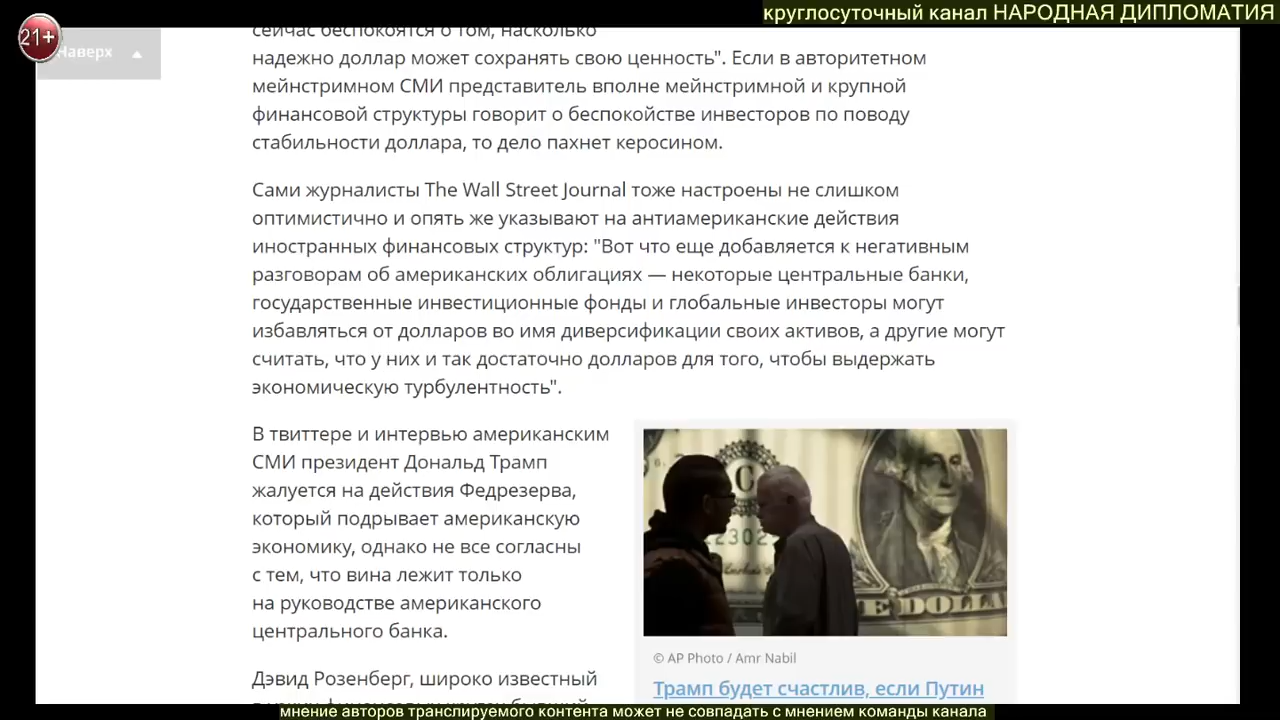 круглосуточный канал НАРОДНАЯ ДИПЛОМАТИЯ
21+
Наверх
сейчас беспокоятся о том, насколько
надежно доллар может сохранять свою ценность". Если в авторитетном
мейнстримном СМИ представитель вполне мейнстримной и крупной
финансовой структуры говорит о беспокойстве инвесторов по поводу
стабильности доллара, то дело пахнет керосином.
Сами журналисты The Wall Street Journal тоже настроены не слишком
оптимистично и опять же указывают на антиамериканские действия
иностранных финансовых структур: "Вот что еще добавляется к негативным
разговорам об американских облигациях — некоторые центральные банки,
государственные инвестиционные фонды и глобальные инвесторы могут
избавляться от долларов во имя диверсификации своих активов, а другие могут
считать, что у них и так достаточно долларов для того, чтобы выдержать
экономическую турбулентность".
В твиттере и интервью американским
СМИ президент Дональд Трамп
жалуется на действия Федрезерва,
который подрывает американскую
экономику, однако не все согласны
с тем, что вина лежит только
на руководстве американского
центрального банка.
Дэвид Розенберг, широко известный
C
E DOLLA
© AP Photo / Amr Nabil
Трамп будет счастлив, если Путин
мнение авторов транслируемого контента может не совпадать с мнением команды канала